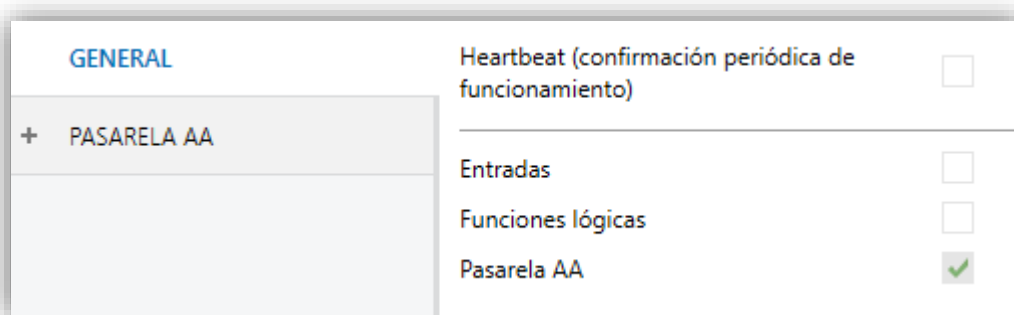 GENERAL
+ PASARELA AA
Heartbeat (confirmación periódica de
funcionamiento)
Entradas
Funciones lógicas
Pasarela AA